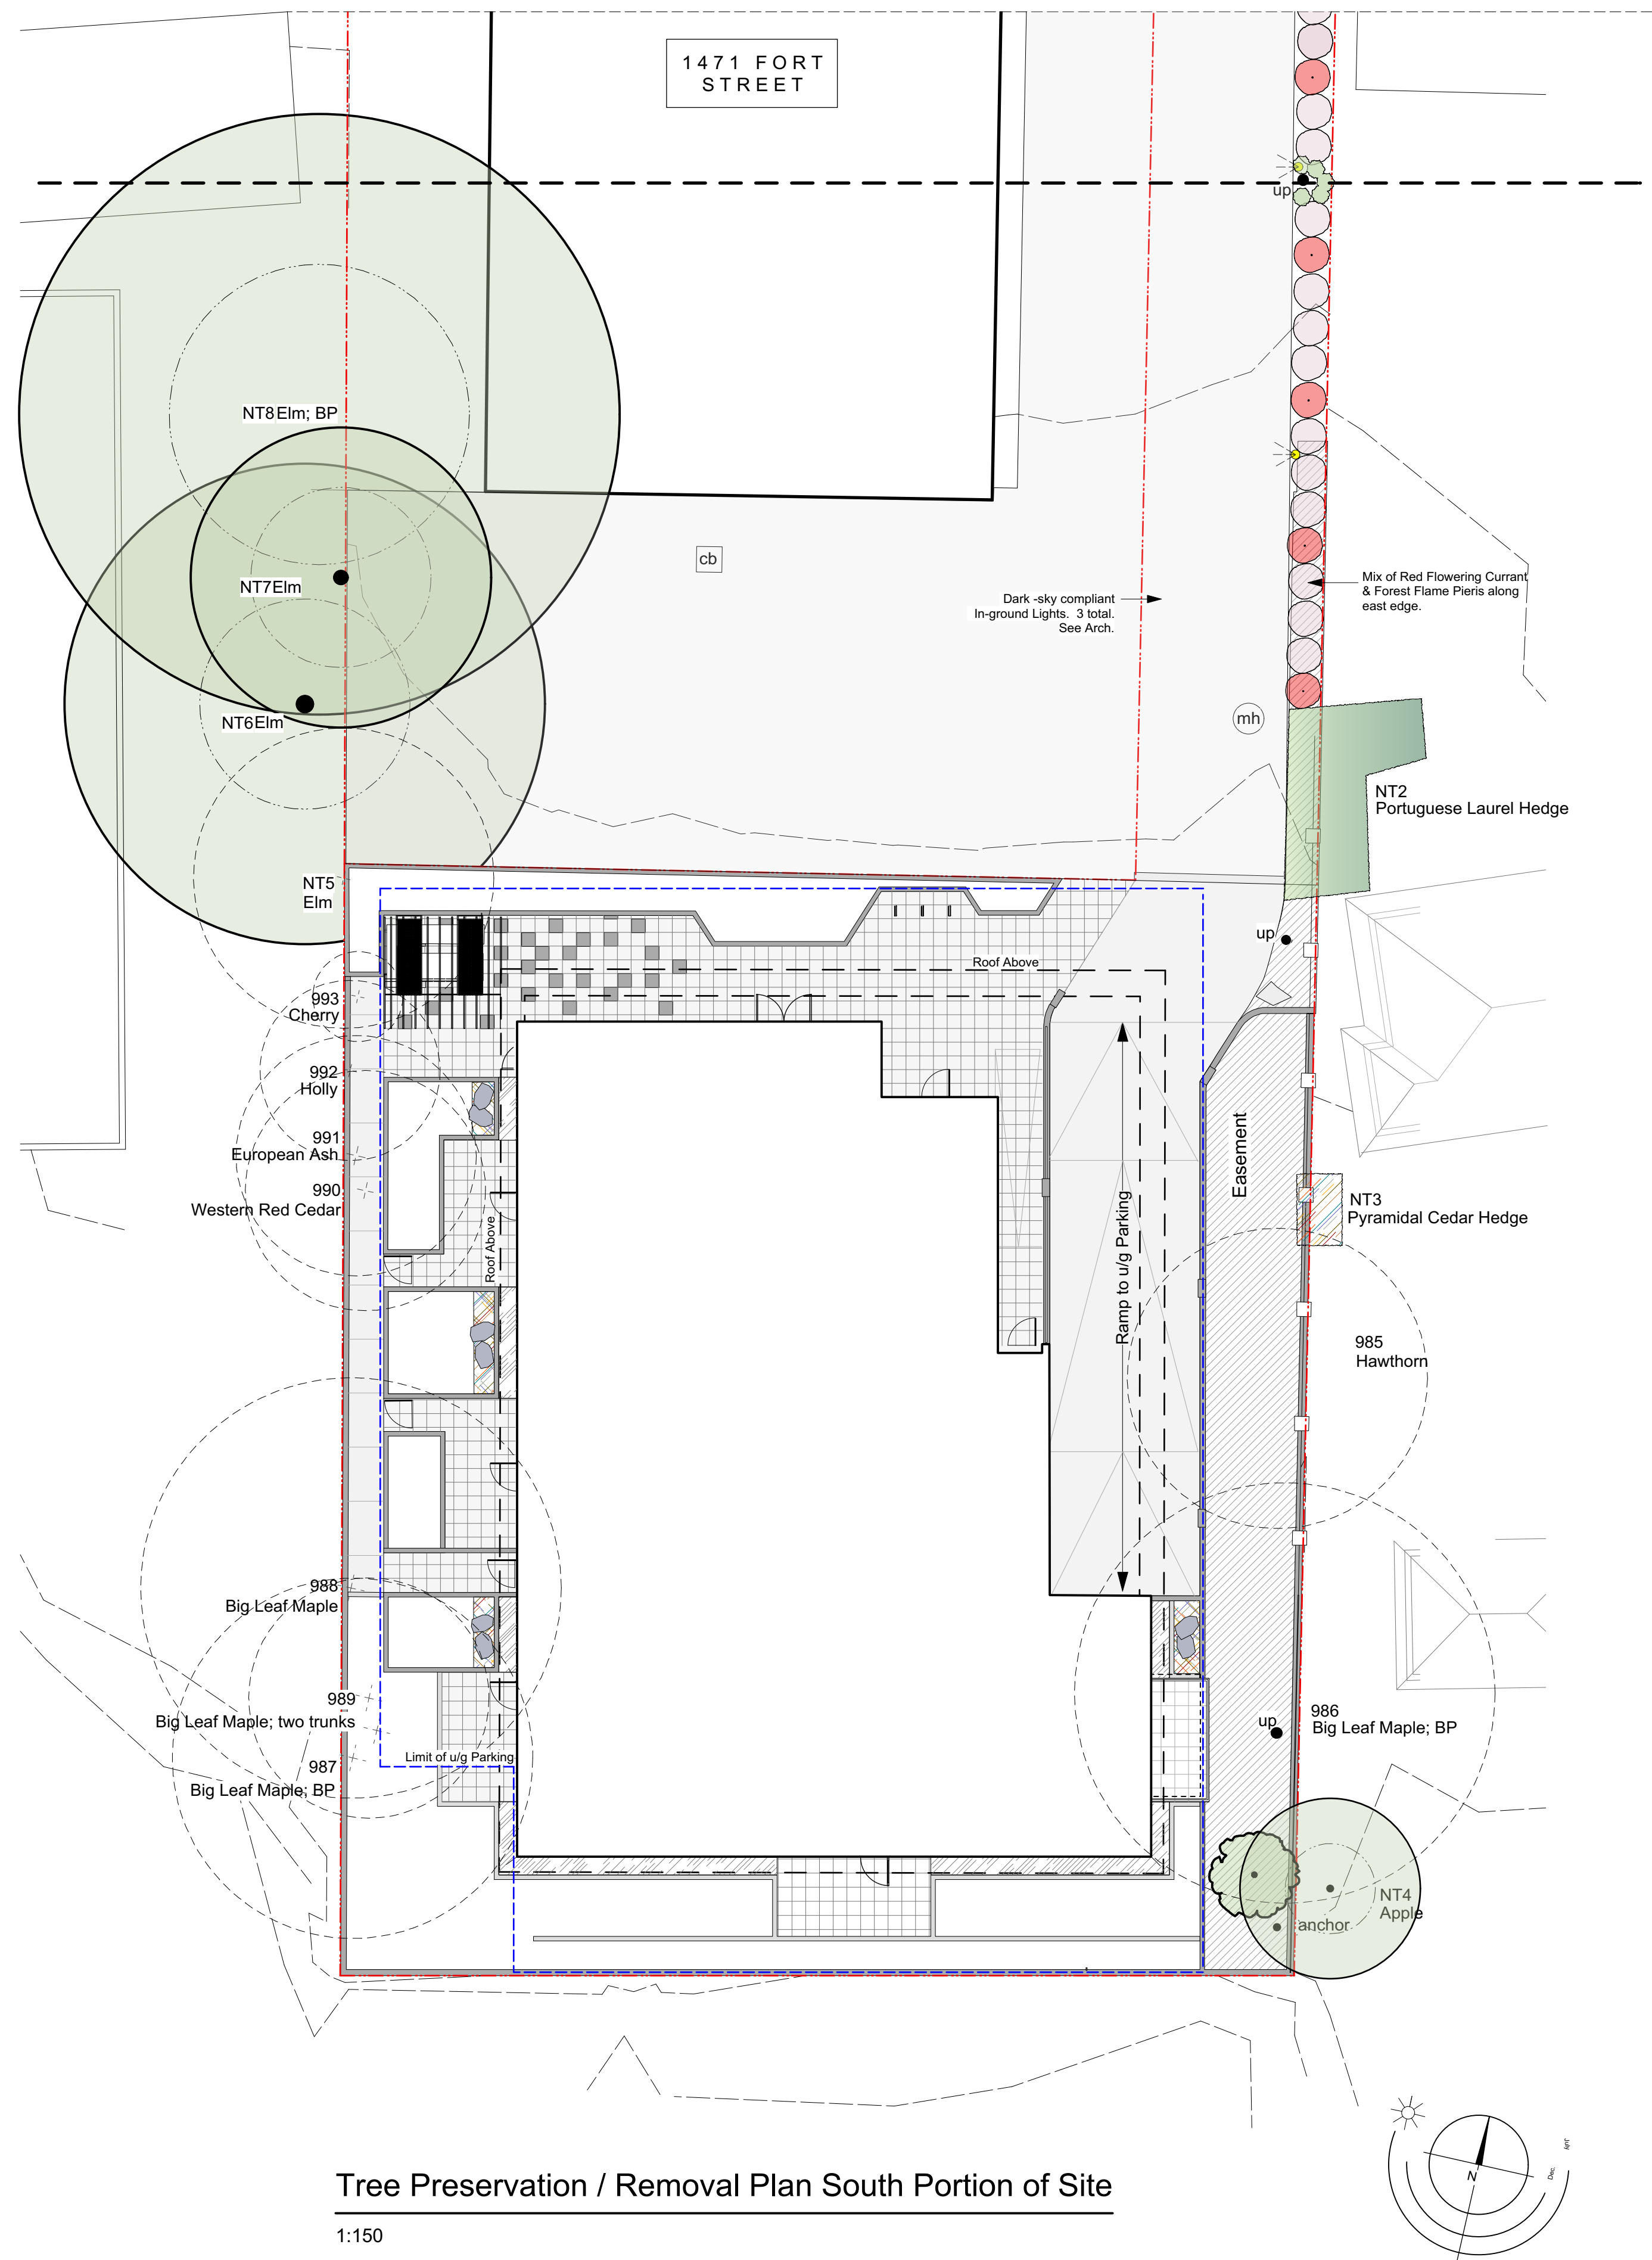 1471 FORT
STREET
up
NT8 Elm; BP
cb
NT7 Elm
Dark -sky compliant
In-ground Lights. 3 total.
See Arch.
Mix of Red Flowering Currant
& Forest Flame Pieris along
east edge.
NT6 Elm
mh
NT2
Portuguese Laurel Hedge
NT5
Elm
up
Roof Above
993
Cherry
992
Holly
991
European Ash
990
Western Red Cedar
Roof Above
Ramp to u/g Parking
Easement
NT3
Pyramidal Cedar Hedge
985
Hawthorn
988
Big Leaf Maple
989
Big Leaf Maple; two trunks
987
Big Leaf Maple; BP
Limit of u/g Parking
up
986
Big Leaf Maple; BP
NT4
Apple
anchor
N
Dec.
July
Tree Preservation / Removal Plan South Portion of Site
1:150